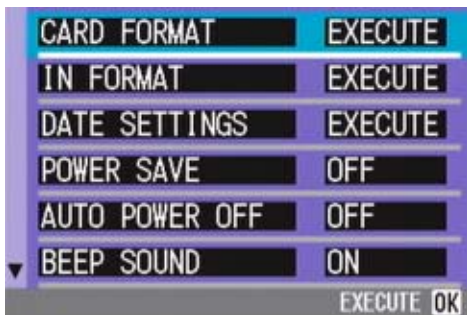 CARD FORMAT EXECUTE
IN FORMAT EXECUTE
DATE SETTINGS EXECUTE
POWER SAVE OFF
AUTO POWER OFF OFF
BEEP SOUND ON
EXECUTE OK